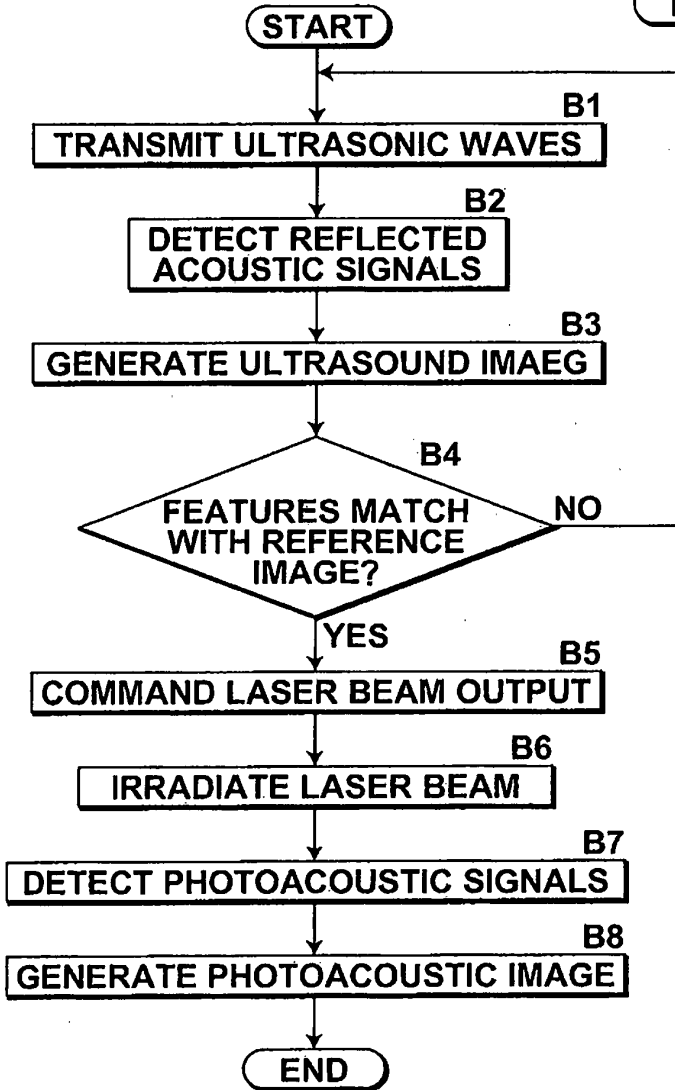 START
B1
TRANSMIT ULTRASONIC WAVES
B2
DETECT REFLECTED
ACOUSTIC SIGNALS
B3
GENERATE ULTRASOUND IMAEG
B4
FEATURES MATCH
WITH REFERENCE
IMAGE?
NO
YES
B5
COMMAND LASER BEAM OUTPUT
B6
IRRADIATE LASER BEAM
B7
DETECT PHOTOACOUSTIC SIGNALS
B8
GENERATE PHOTOACOUSTIC IMAGE
END